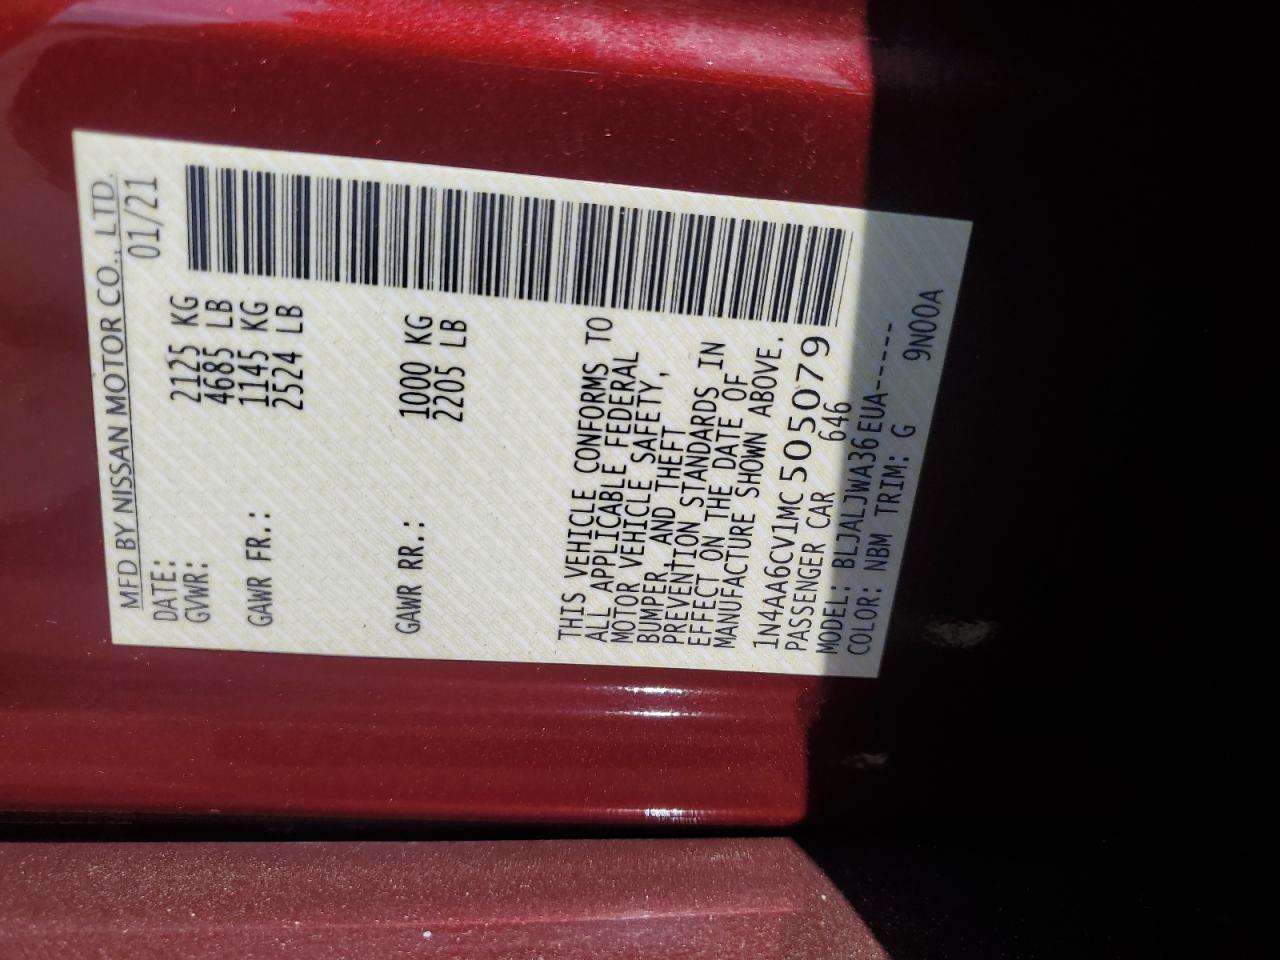 MFD BY NISSAN MOTOR CO., LTD.
DATE: 01/21
GVWR: 2125 KG
4685 LB
GAWR FR.: 1145 KG
2524 LB
GAWR RR.: 1000 KG
2205 LB
THIS VEHICLE CONFORMS TO
ALL APPLICABLE FEDERAL
MOTOR VEHICLE SAFETY,
BUMPER, AND THEFT
PREVENTION STANDARDS IN
EFFECT ON THE DATE OF
MANUFACTURE SHOWN ABOVE.
1N4AA6CV1MC505079
PASSENGER CAR 646
MODEL: BLJALJWA36EUA-----
COLOR: NBM TRIM: G 9N00A